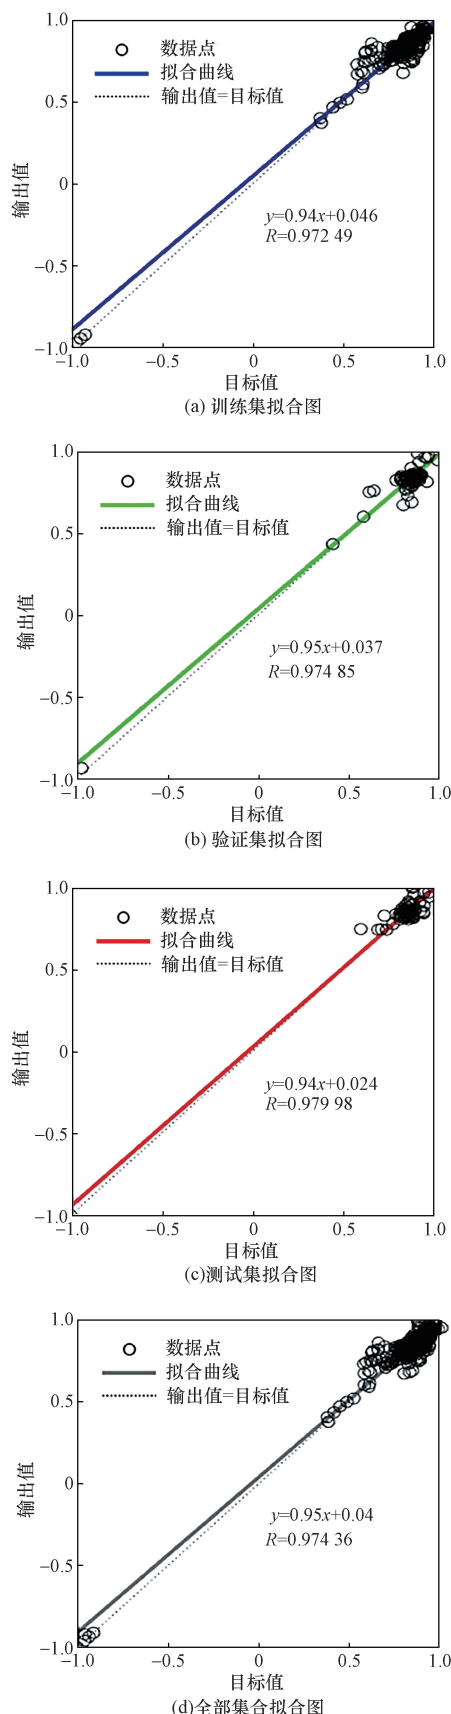 1.0
数据点
拟合曲线
0.5
输出值=目标值
0
输出值
y=0.94x+0.046
R=0.972 49
−0.5
−1.0
−1.0
−0.5
0
0.5
1.0
目标值
(a) 训练集拟合图
1.0
数据点
拟合曲线
0.5
输出值=目标值
0
输出值
y=0.95x+0.037
R=0.974 85
−0.5
−1.0
−1.0
−0.5
0
0.5
1.0
目标值
(b) 验证集拟合图
1.0
数据点
拟合曲线
0.5
输出值=目标值
0
输出值
y=0.94x+0.024
R=0.979 98
−0.5
−1.0
−1.0
−0.5
0
0.5
1.0
目标值
(c)测试集拟合图
1.0
数据点
拟合曲线
0.5
输出值=目标值
0
输出值
y=0.95x+0.04
R=0.974 36
−0.5
−1.0
−1.0
−0.5
0
0.5
1.0
目标值
(d)全部集合拟合图